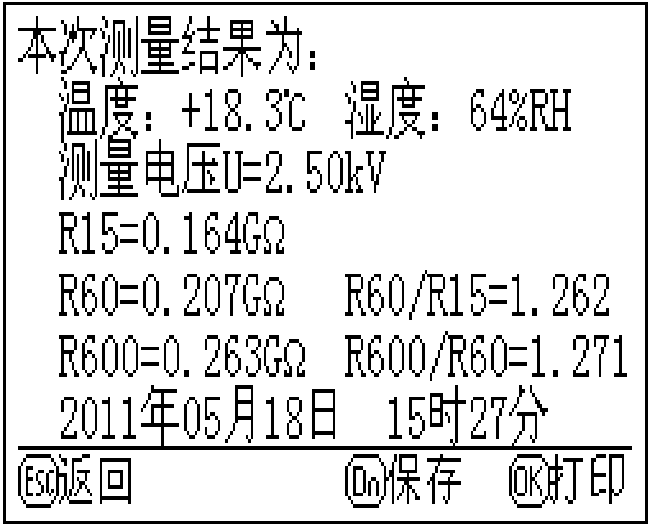 本次测量结果为:
温度: +18.3℃ 湿度: 64%RH
测量电压U=2.50kV
R15=0.164GΩ
R60=0.207GΩ R60/R15=1.262
R600=0.263GΩ R600/R60=1.271
2011年05月18日 15时27分
Esc返回 Dn保存 OK打印